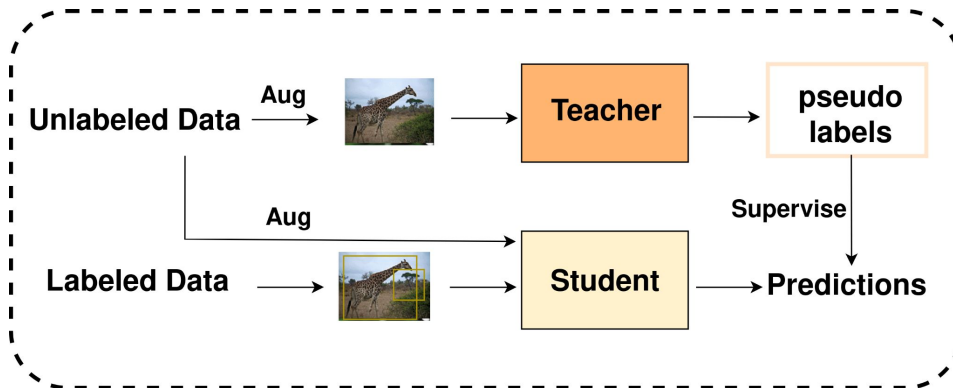 Aug
Unlabeled Data
Teacher
pseudo
labels
Aug
Supervise
Labeled Data
Student
Predictions